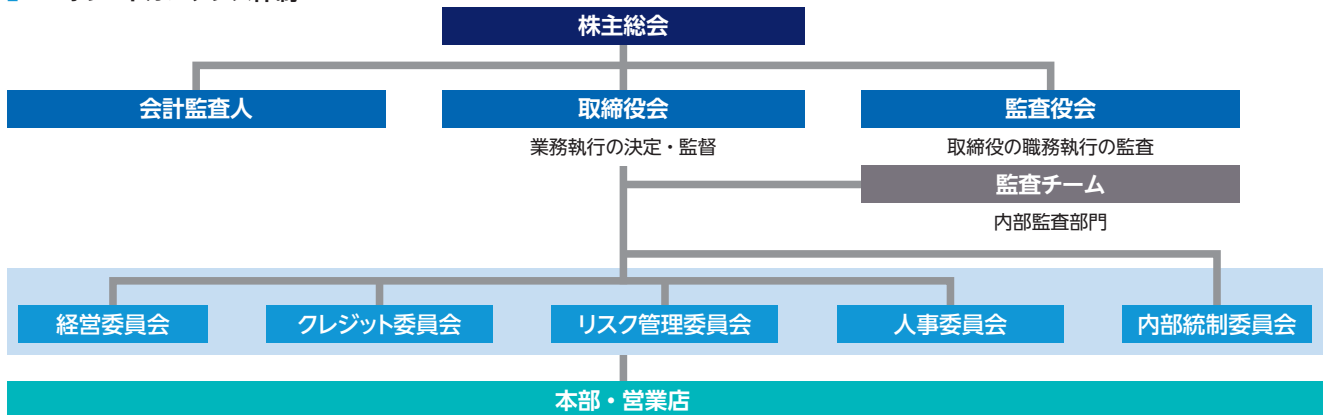 株主総会
会計監査人
取締役会
監査役会
業務執行の決定・監督
取締役の職務執行の監査
監査チーム
内部監査部門
経営委員会
クレジット委員会
リスク管理委員会
人事委員会
内部統制委員会
本部・営業店